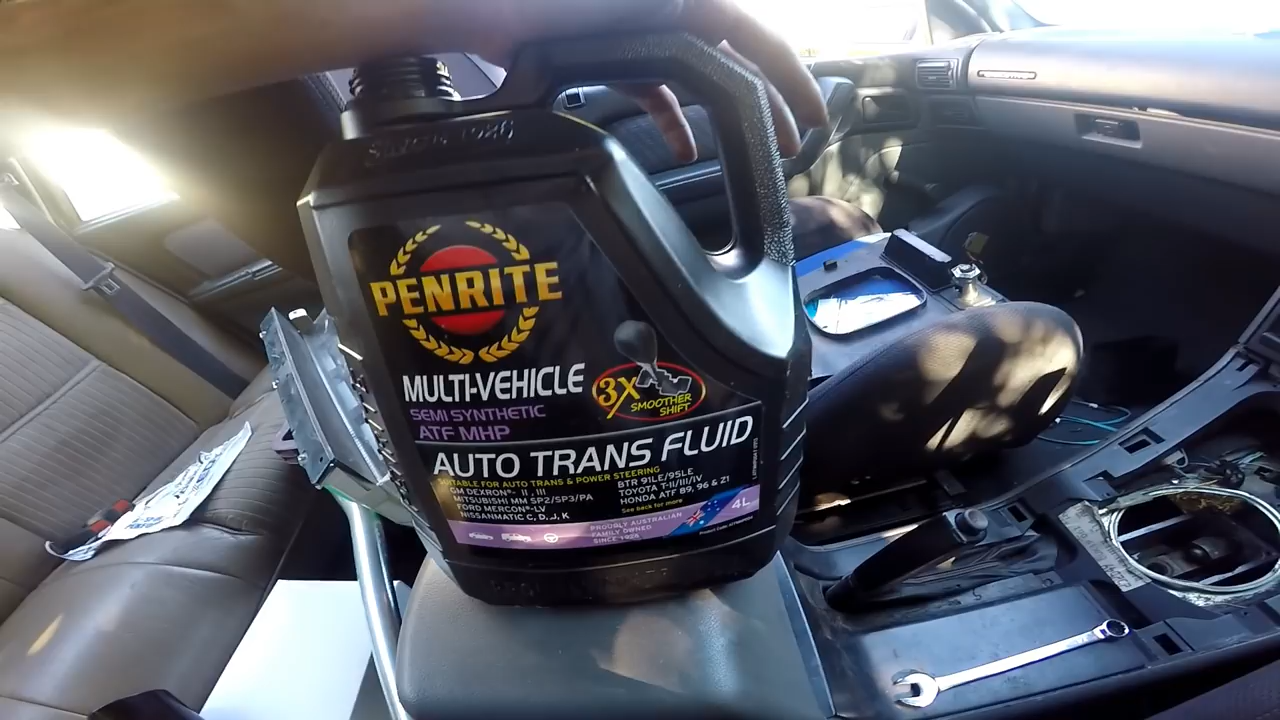 PENRITE
MULTI-VEHICLE
SEMI SYNTHETIC
ATF MHP
3X
SMOOTHER
SHIFT
AUTO TRANS FLUID
SUITABLE FOR AUTO TRANS & POWER STEERING
GM DEXRON®- II , III
MITSUBISHI MM SP2/SP3/PA
FORD MERCON®-LV
NISSANMATIC C, D, J, K
BTR 91LE/95LE
TOYOTA T-II/III/IV
HONDA ATF 89, 96 & Z1
See back for more
PROUDLY AUSTRALIAN
FAMILY OWNED
SINCE 1926
4L